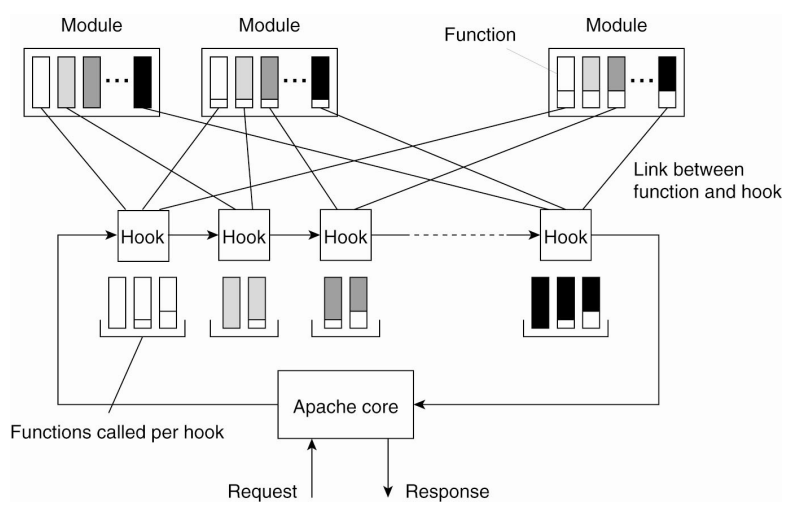 Module
Module
Module
Function
...
...
...
Link between
function and hook
Hook
Hook
Hook
Hook
Apache core
Functions called per hook
Request
Response